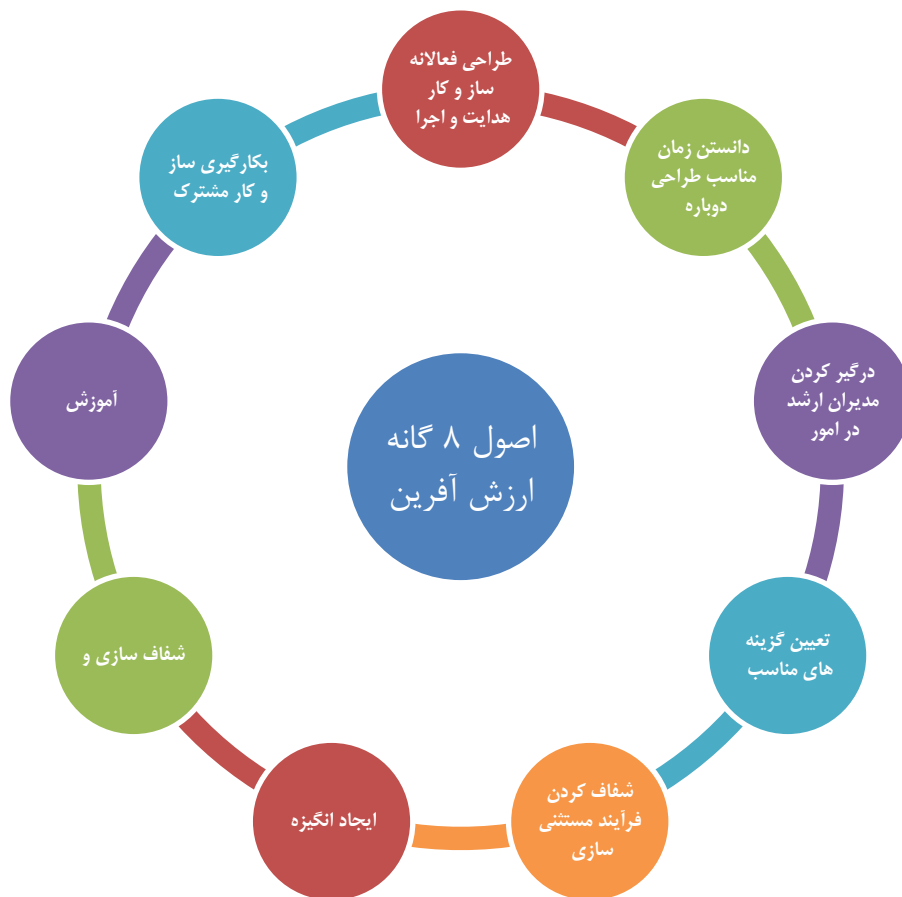 طراحی فعالانه
ساز و کار
هدایت و اجرا
دانستن زمان
مناسب طراحی
دوباره
درگیر کردن
مدیران ارشد
در امور
تعیین گزینه
های مناسب
شفاف کردن
فرآیند مستثنی
سازی
ایجاد انگیزه
شفاف سازی و
آموزش
بکارگیری ساز
و کار مشترک
اصول ۸ گانه
ارزش آفرین